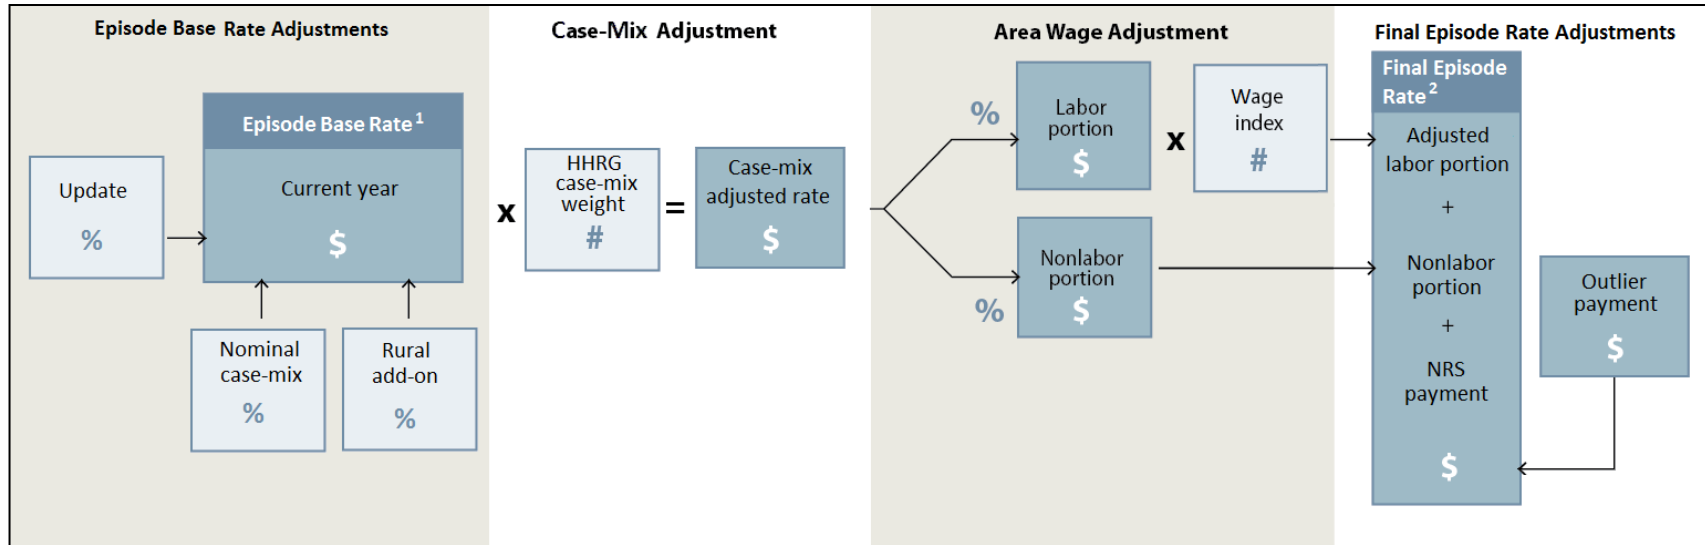 Episode Base Rate Adjustments
Case-Mix Adjustment
Area Wage Adjustment
Final Episode Rate Adjustments
Update
%
Episode Base Rate 1
Current year
$
Nominal
case-mix
%
Rural
add-on
%
x
HHRG
case-mix
weight
#
=
Case-mix
adjusted rate
$
%
Labor
portion
$
x
Wage
index
#
%
Nonlabor
portion
$
Final Episode
Rate2
Adjusted
labor portion
+
Nonlabor
portion
+
NRS
payment
$
Outlier
payment
$